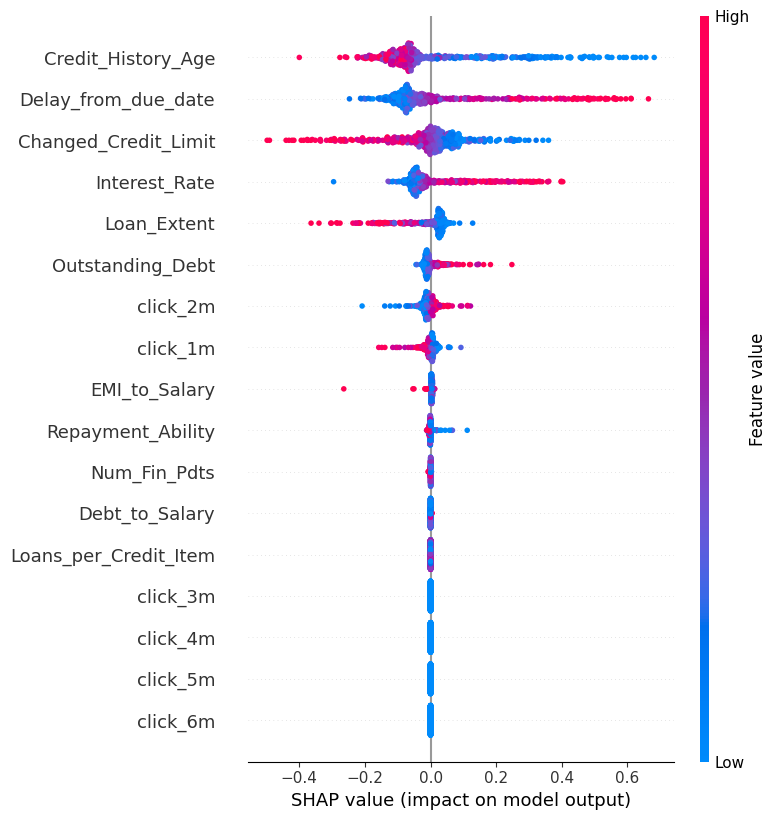 High
Credit_History_Age
Delay_from_due_date
Changed_Credit_Limit
Interest_Rate
Loan_Extent
Outstanding_Debt
click_2m
click_1m
EMI_to_Salary
Repayment_Ability
Num_Fin_Pdts
Debt_to_Salary
Loans_per_Credit_Item
click_3m
click_4m
click_5m
click_6m
Feature value
Low
−0.4 −0.2 0.0 0.2 0.4 0.6
SHAP value (impact on model output)